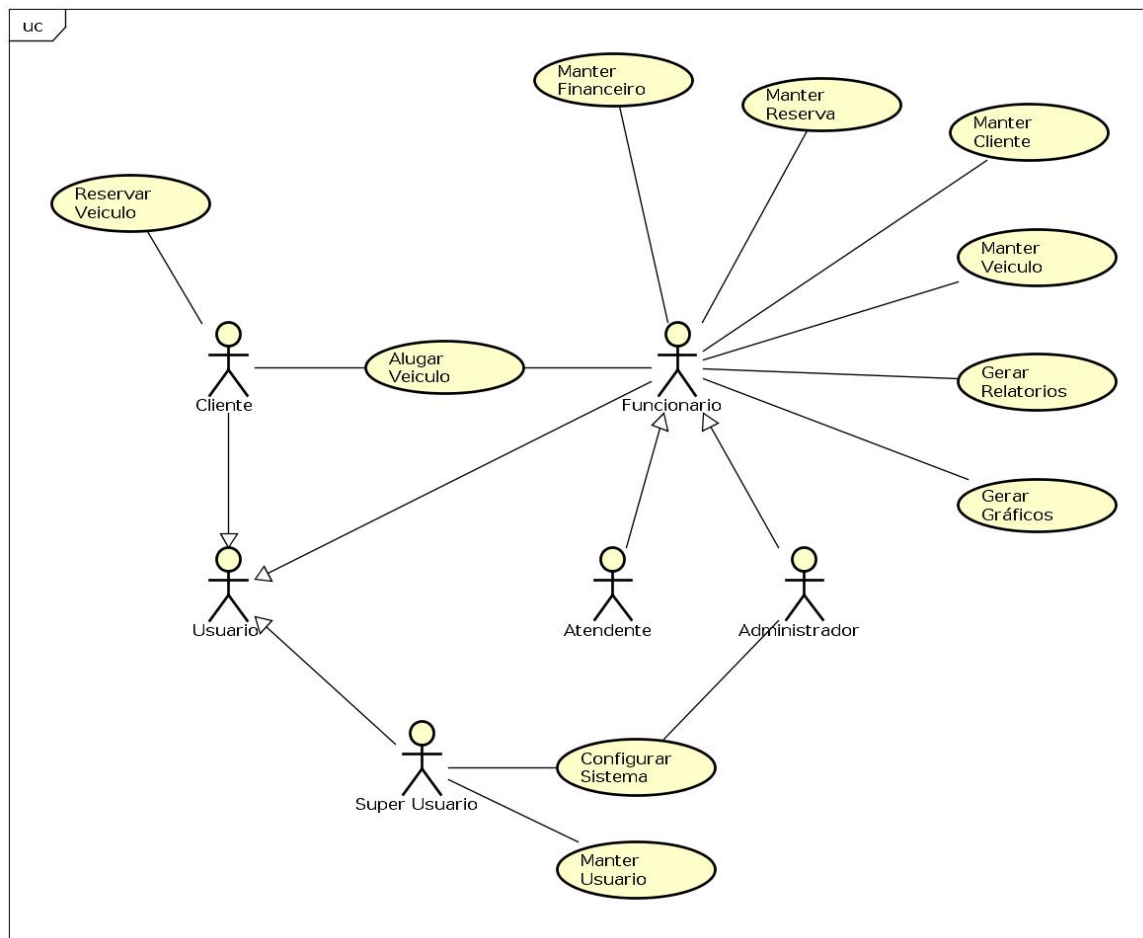 uc
Manter
Financeiro
Manter
Reserva
Manter
Cliente
Reservar
Veiculo
Manter
Veiculo
Alugar
Veiculo
Gerar
Relatorios
Cliente
Funcionario
Gerar
Gráficos
Usuario
Atendente
Administrador
Configurar
Sistema
Super Usuario
Manter
Usuario